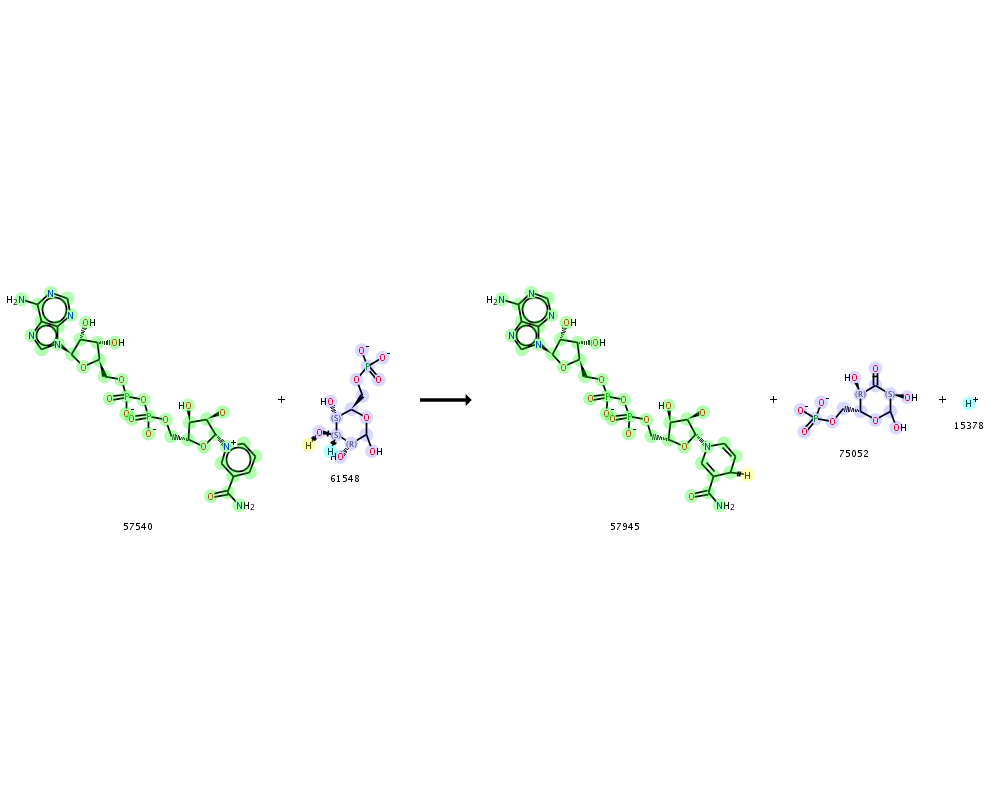 H₂N N N N N OH OH O O P O⁻ O P O O⁻ HO O O N⁺ O NH₂
57540
+
O⁻ P O⁻ O O HO (S) O O (S) (R) H H HO OH
61548
H₂N N N N N OH OH O O P O⁻ O P O O⁻ HO O O N H O NH₂
57945
+
O HO (R) (S) OH O⁻ O⁻ P O O O OH
75052
+
H⁺
15378